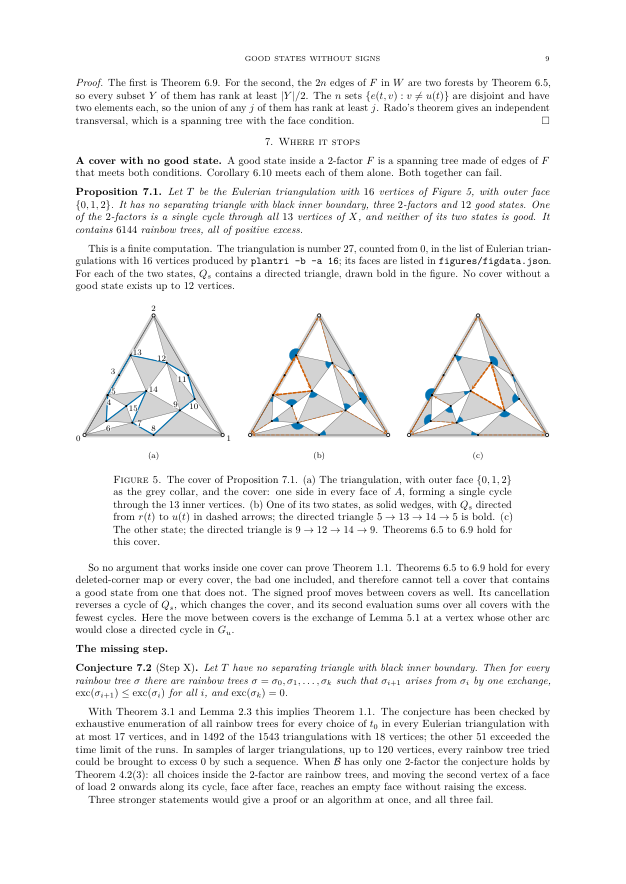 GOOD STATES WITHOUT SIGNS 9
Proof. The first is Theorem 6.9. For the second, the 2n edges of F in W are two forests by Theorem 6.5,
so every subset Y of them has rank at least |Y|/2. The n sets {e(t, v) : v ≠ u(t)} are disjoint and have
two elements each, so the union of any j of them has rank at least j. Rado's theorem gives an independent
transversal, which is a spanning tree with the face condition. □
7. Where it stops
A cover with no good state. A good state inside a 2-factor F is a spanning tree made of edges of F
that meets both conditions. Corollary 6.10 meets each of them alone. Both together can fail.
Proposition 7.1. Let T be the Eulerian triangulation with 16 vertices of Figure 5, with outer face
{0, 1, 2}. It has no separating triangle with black inner boundary, three 2-factors and 12 good states. One
of the 2-factors is a single cycle through all 13 vertices of X, and neither of its two states is good. It
contains 6144 rainbow trees, all of positive excess.
This is a finite computation. The triangulation is number 27, counted from 0, in the list of Eulerian trian-
gulations with 16 vertices produced by plantri -b -a 16; its faces are listed in figures/figdata.json.
For each of the two states, Qs contains a directed triangle, drawn bold in the figure. No cover without a
good state exists up to 12 vertices.
2
13
12
3
11
5
14
4
9
10
15
7
6
8
0
1
(a) (b) (c)
Figure 5. The cover of Proposition 7.1. (a) The triangulation, with outer face {0, 1, 2}
as the grey collar, and the cover: one side in every face of A, forming a single cycle
through the 13 inner vertices. (b) One of its two states, as solid wedges, with Qs directed
from r(t) to u(t) in dashed arrows; the directed triangle 5 → 13 → 14 → 5 is bold. (c)
The other state; the directed triangle is 9 → 12 → 14 → 9. Theorems 6.5 to 6.9 hold for
this cover.
So no argument that works inside one cover can prove Theorem 1.1. Theorems 6.5 to 6.9 hold for every
deleted-corner map or every cover, the bad one included, and therefore cannot tell a cover that contains
a good state from one that does not. The signed proof moves between covers as well. Its cancellation
reverses a cycle of Qs, which changes the cover, and its second evaluation sums over all covers with the
fewest cycles. Here the move between covers is the exchange of Lemma 5.1 at a vertex whose other arc
would close a directed cycle in Gu.
The missing step.
Conjecture 7.2 (Step X). Let T have no separating triangle with black inner boundary. Then for every
rainbow tree σ there are rainbow trees σ = σ0, σ1, . . . , σk such that σi+1 arises from σi by one exchange,
exc(σi+1) ≤ exc(σi) for all i, and exc(σk) = 0.
With Theorem 3.1 and Lemma 2.3 this implies Theorem 1.1. The conjecture has been checked by
exhaustive enumeration of all rainbow trees for every choice of t0 in every Eulerian triangulation with
at most 17 vertices, and in 1492 of the 1543 triangulations with 18 vertices; the other 51 exceeded the
time limit of the runs. In samples of larger triangulations, up to 120 vertices, every rainbow tree tried
could be brought to excess 0 by such a sequence. When B has only one 2-factor the conjecture holds by
Theorem 4.2(3): all choices inside the 2-factor are rainbow trees, and moving the second vertex of a face
of load 2 onwards along its cycle, face after face, reaches an empty face without raising the excess.
Three stronger statements would give a proof or an algorithm at once, and all three fail.